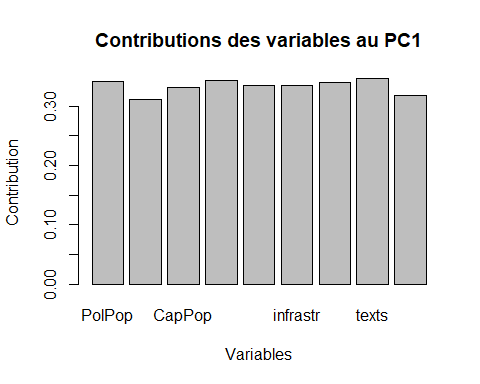 Contributions des variables au PC1
Contribution
0.30
0.20
0.10
0.00
PolPop CapPop infrastr texts
Variables